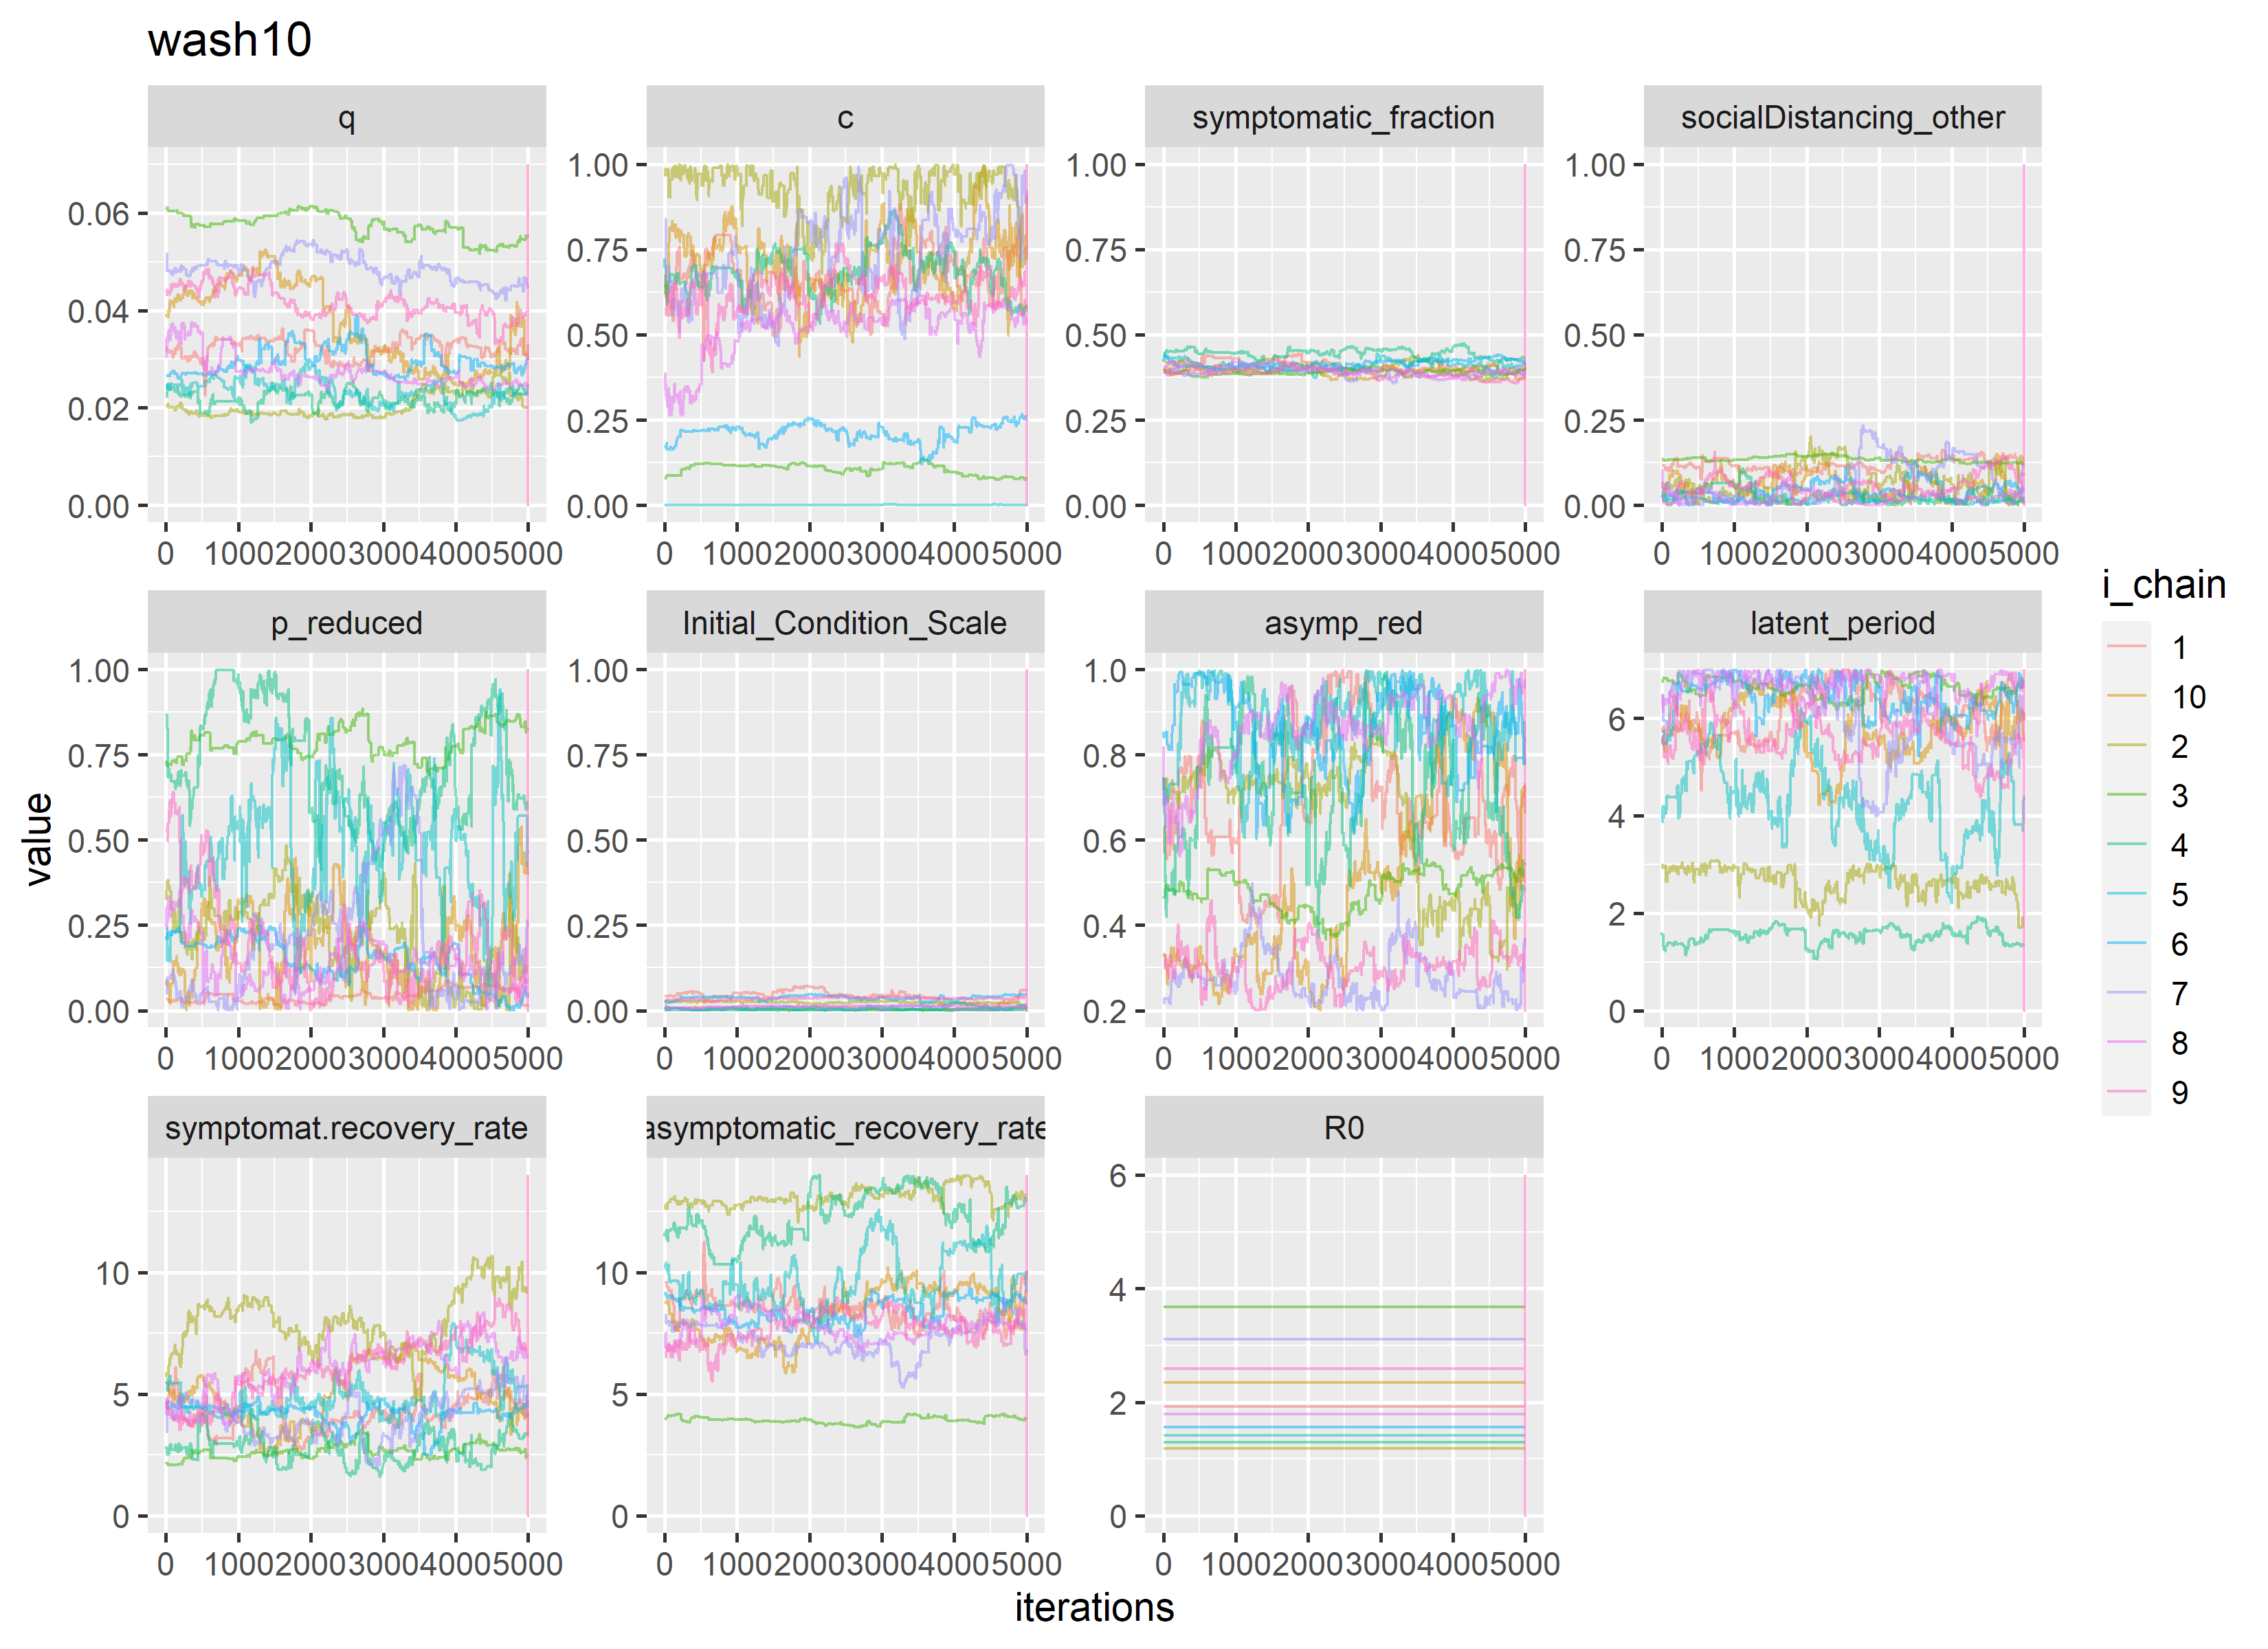 wash10
q c symptomatic_fraction socialDistancing_other
0.06 1.00 1.00 1.00
0.04 0.75 0.75 0.75
0.02 0.50 0.50 0.50
0.00 0.25 0.25 0.25
0.00 0.00 0.00
0 1000 2000 3000 4000 5000 0 1000 2000 3000 4000 5000 0 1000 2000 3000 4000 5000 0 1000 2000 3000 4000 5000
p_reduced Initial_Condition_Scale asymp_red latent_period
1.00 1.00 1.0 6
0.75 0.75 0.8 4
0.50 0.50 0.6 2
0.25 0.25 0.4 0
0.00 0.00 0.2
0 1000 2000 3000 4000 5000 0 1000 2000 3000 4000 5000 0 1000 2000 3000 4000 5000 0 1000 2000 3000 4000 5000
symptomat.recovery_rate asymptomatic_recovery_rate R0
10 10 6
5 5 4
0 0 2
0
0 1000 2000 3000 4000 5000 0 1000 2000 3000 4000 5000 0 1000 2000 3000 4000 5000
value
iterations
i_chain
1
10
2
3
4
5
6
7
8
9